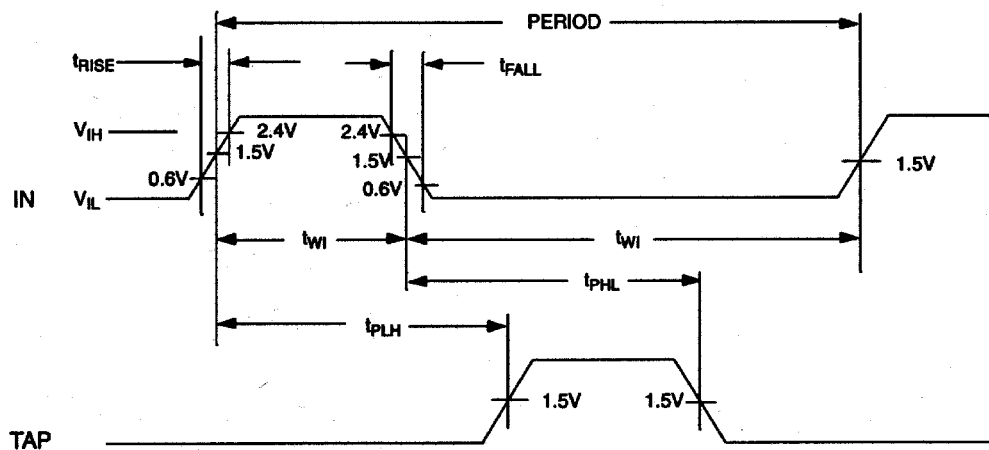 PERIOD
tRISE
tFALL
VIH
2.4V
2.4V
1.5V
1.5V
1.5V
0.6V
0.6V
IN
VIL
tWI
tWI
tPHL
tPLH
1.5V
1.5V
TAP